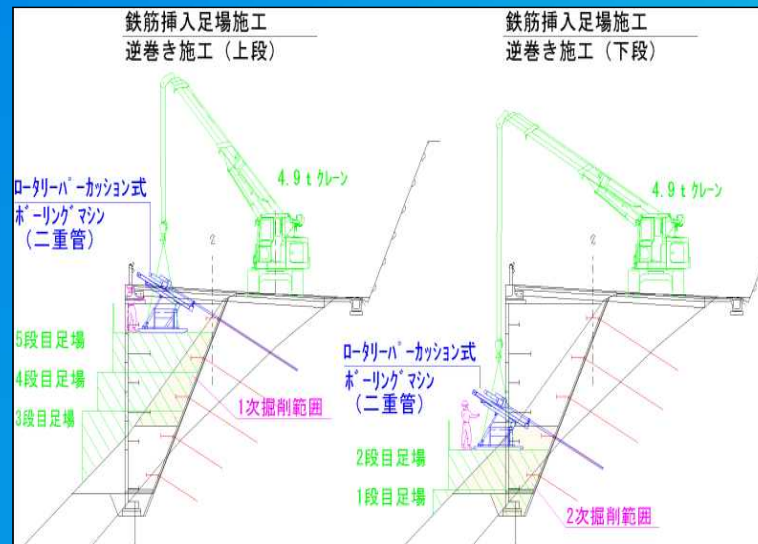 鉄筋挿入足場施工
逆巻き施工（上段）
4.9ｔクレーン
ロータリーパーカッション式
ボーリングマシン
（二重管）
5段目足場
4段目足場
3段目足場
1次掘削範囲
鉄筋挿入足場施工
逆巻き施工（下段）
4.9ｔクレーン
ロータリーパーカッション式
ボーリングマシン
（二重管）
2段目足場
1段目足場
2次掘削範囲